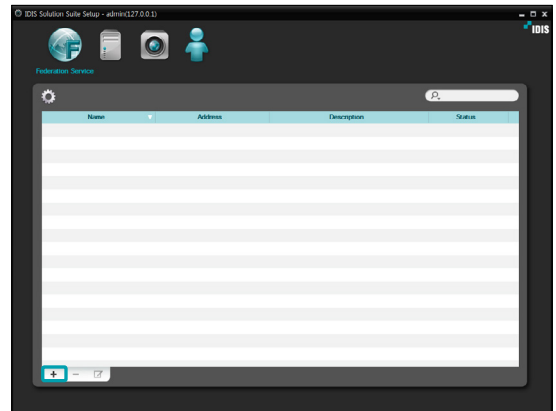 IDIS Solution Suite Setup - admin(127.0.0.1)
IDIS
Federation Service
Name Address Description Status